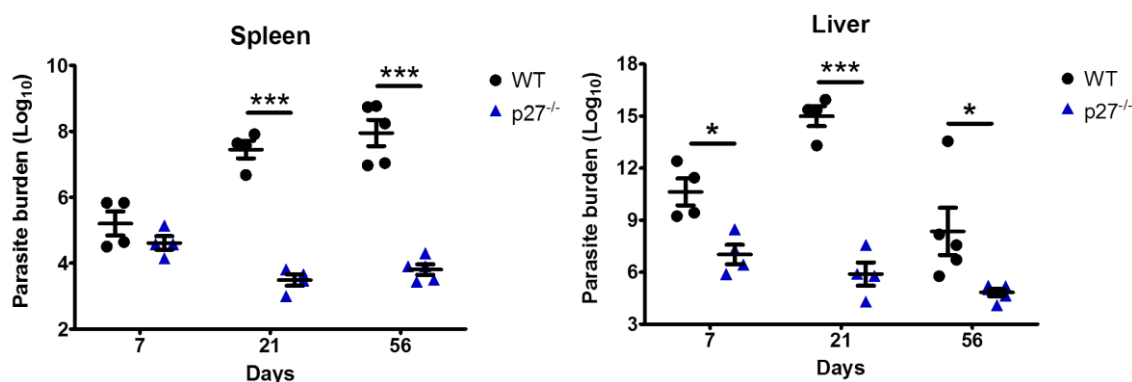 Spleen
Parasite burden (Log10)
10
8
6
4
2
***
***
WT
p27-/-
7 21 56
Days
Liver
Parasite burden (Log10)
18
15
12
9
6
3
*
***
*
WT
p27-/-
7 21 56
Days